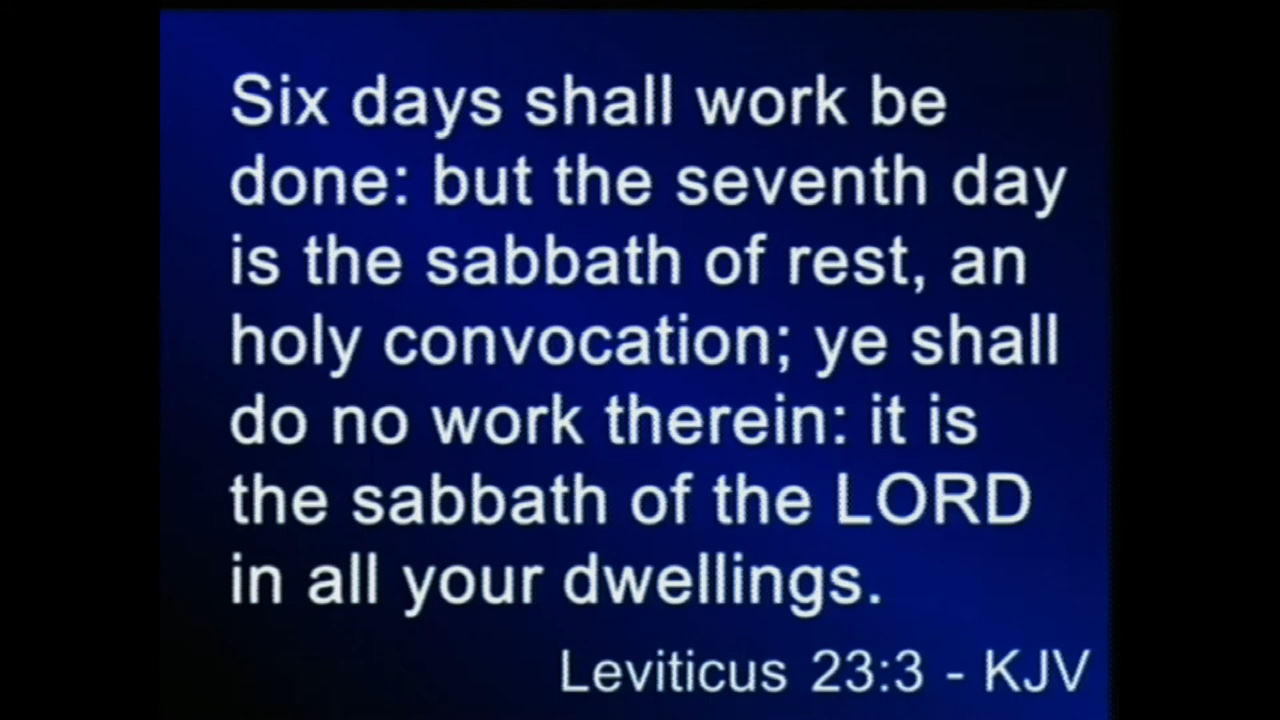 Six days shall work be
done: but the seventh day
is the sabbath of rest, an
holy convocation; ye shall
do no work therein: it is
the sabbath of the LORD
in all your dwellings.
Leviticus 23:3 - KJV